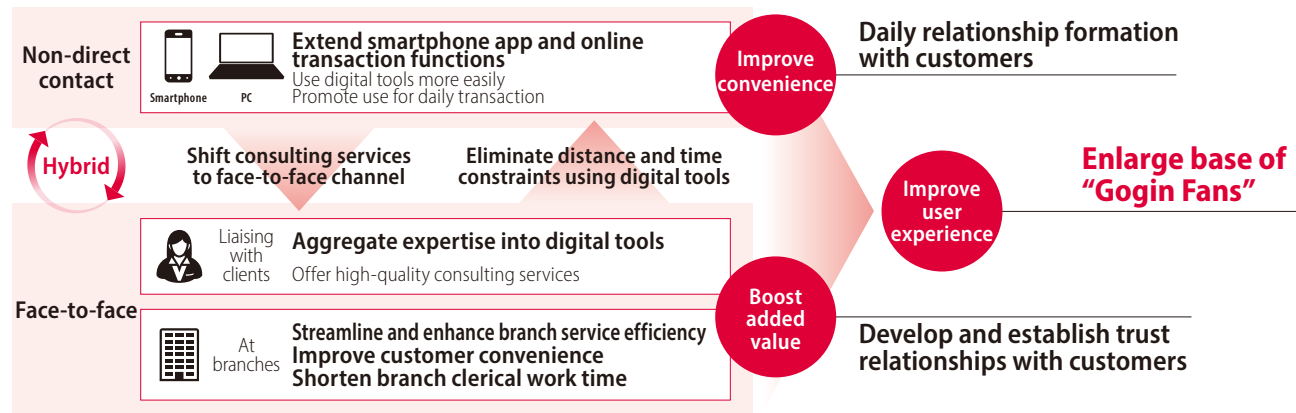 Non-direct
contact
Smartphone
PC
Extend smartphone app and online
transaction functions
Use digital tools more easily
Promote use for daily transaction
Improve
convenience
Daily relationship formation
with customers
Hybrid
Shift consulting services
to face-to-face channel
Eliminate distance and time
constraints using digital tools
Improve
user
experience
Enlarge base of
“Gogin Fans”
Face-to-face
Liaising
with
clients
Aggregate expertise into digital tools
Offer high-quality consulting services
At
branches
Streamline and enhance branch service efficiency
Improve customer convenience
Shorten branch clerical work time
Boost
added
value
Develop and establish trust
relationships with customers